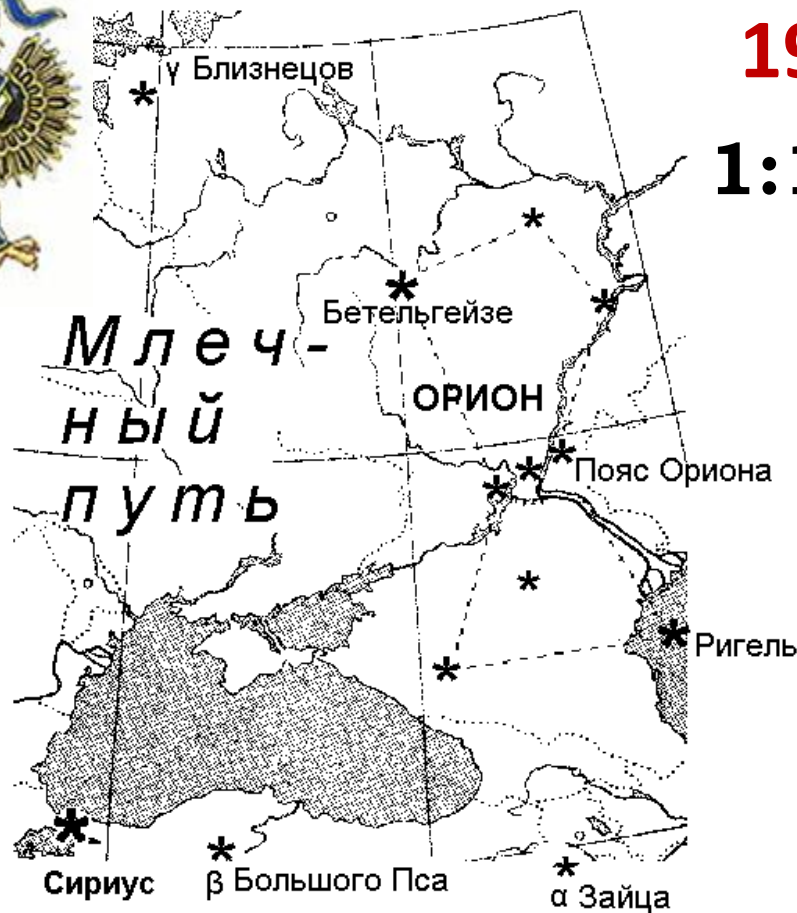 γ Близнецов
Бетельгейзе
Млеч-
ный
путь
ОРИОН
Пояс Ориона
Ригель
Сириус
β Большого Пса
α Зайца